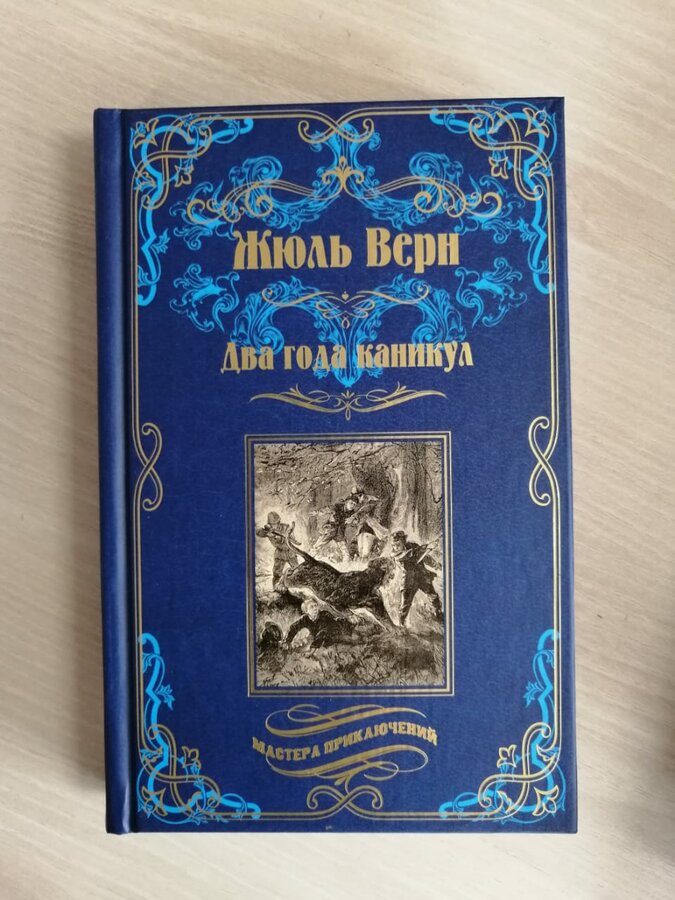 Жюль Верн
Два года каникул
МАСТЕРА ПРИКЛЮЧЕНИЙ